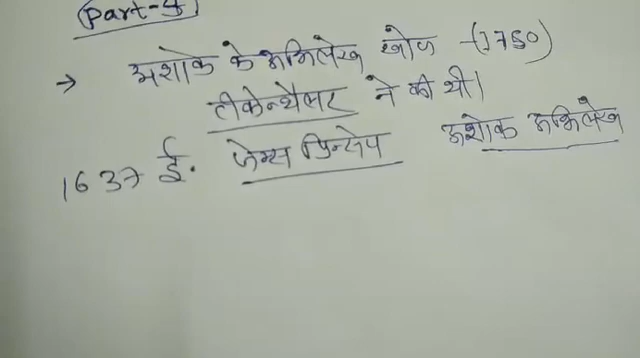 (Part-4)
→ अशोक के अभिलेख खोज -(1750)
टीकेन्थैलर ने की थी।
1637 ई. जेम्स प्रिन्सेप अशोक अभिलेख